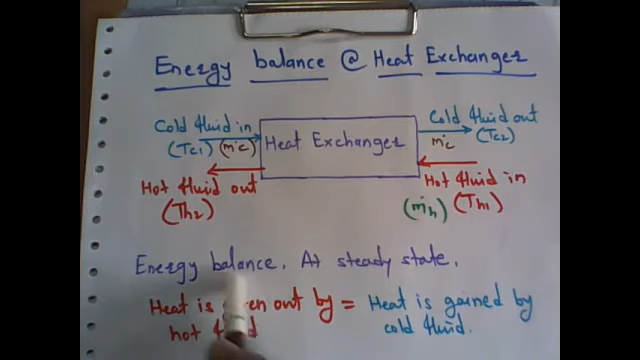 Energy balance @ Heat Exchanger
Cold fluid in
(Tc1) (ṁc)
Heat Exchanger
Cold fluid out
ṁc (Tc2)
Hot fluid out
(Th2)
Hot fluid in
(ṁh) (Th1)
Energy balance. At steady state.
Heat is out by = Heat is gained by
hot cold fluid.